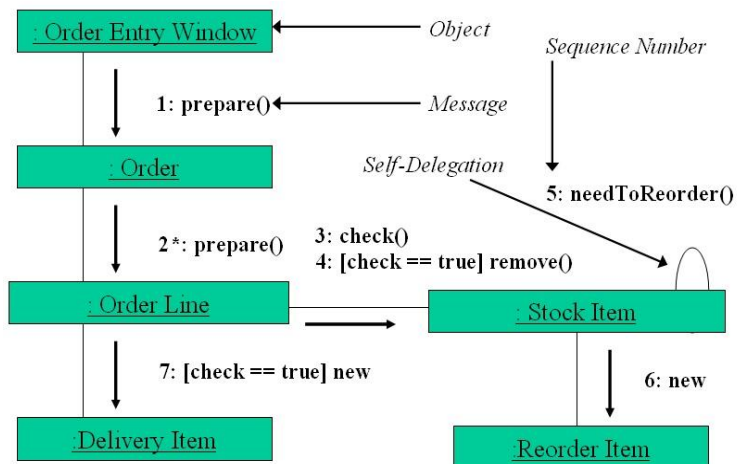 : Order Entry Window
Object
Sequence Number
1: prepare()
Message
: Order
Self-Delegation
5: needToReorder()
2*: prepare()
3: check()
4: [check == true] remove()
: Order Line
: Stock Item
7: [check == true] new
6: new
:Delivery Item
:Reorder Item